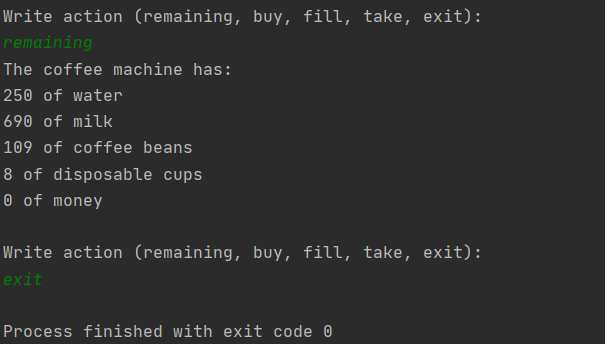 Write action (remaining, buy, fill, take, exit):
remaining
The coffee machine has:
250 of water
690 of milk
109 of coffee beans
8 of disposable cups
0 of money
Write action (remaining, buy, fill, take, exit):
exit
Process finished with exit code 0